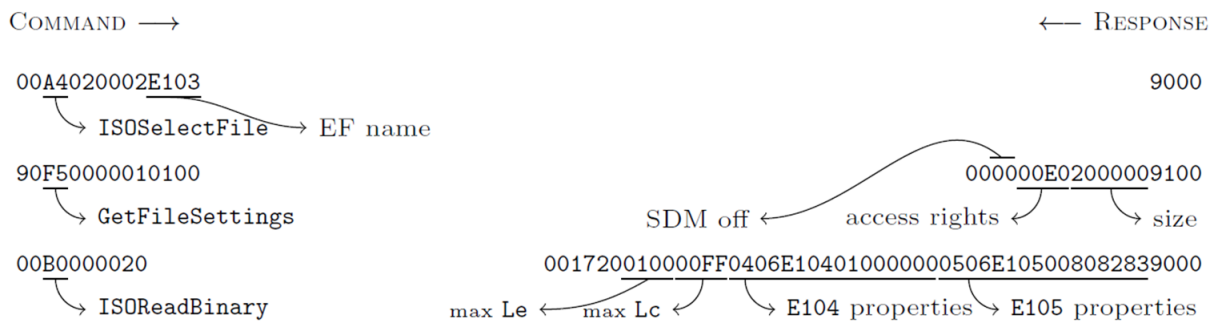 COMMAND ⟶ ⟵ RESPONSE
00A4020002E103 9000
ISOSelectFile EF name
90F50000010100 000000E02000009100
GetFileSettings SDM off access rights size
00B0000020 001720010000FF0406E104010000000506E105008082839000
ISOReadBinary max Le max Lc E104 properties E105 properties